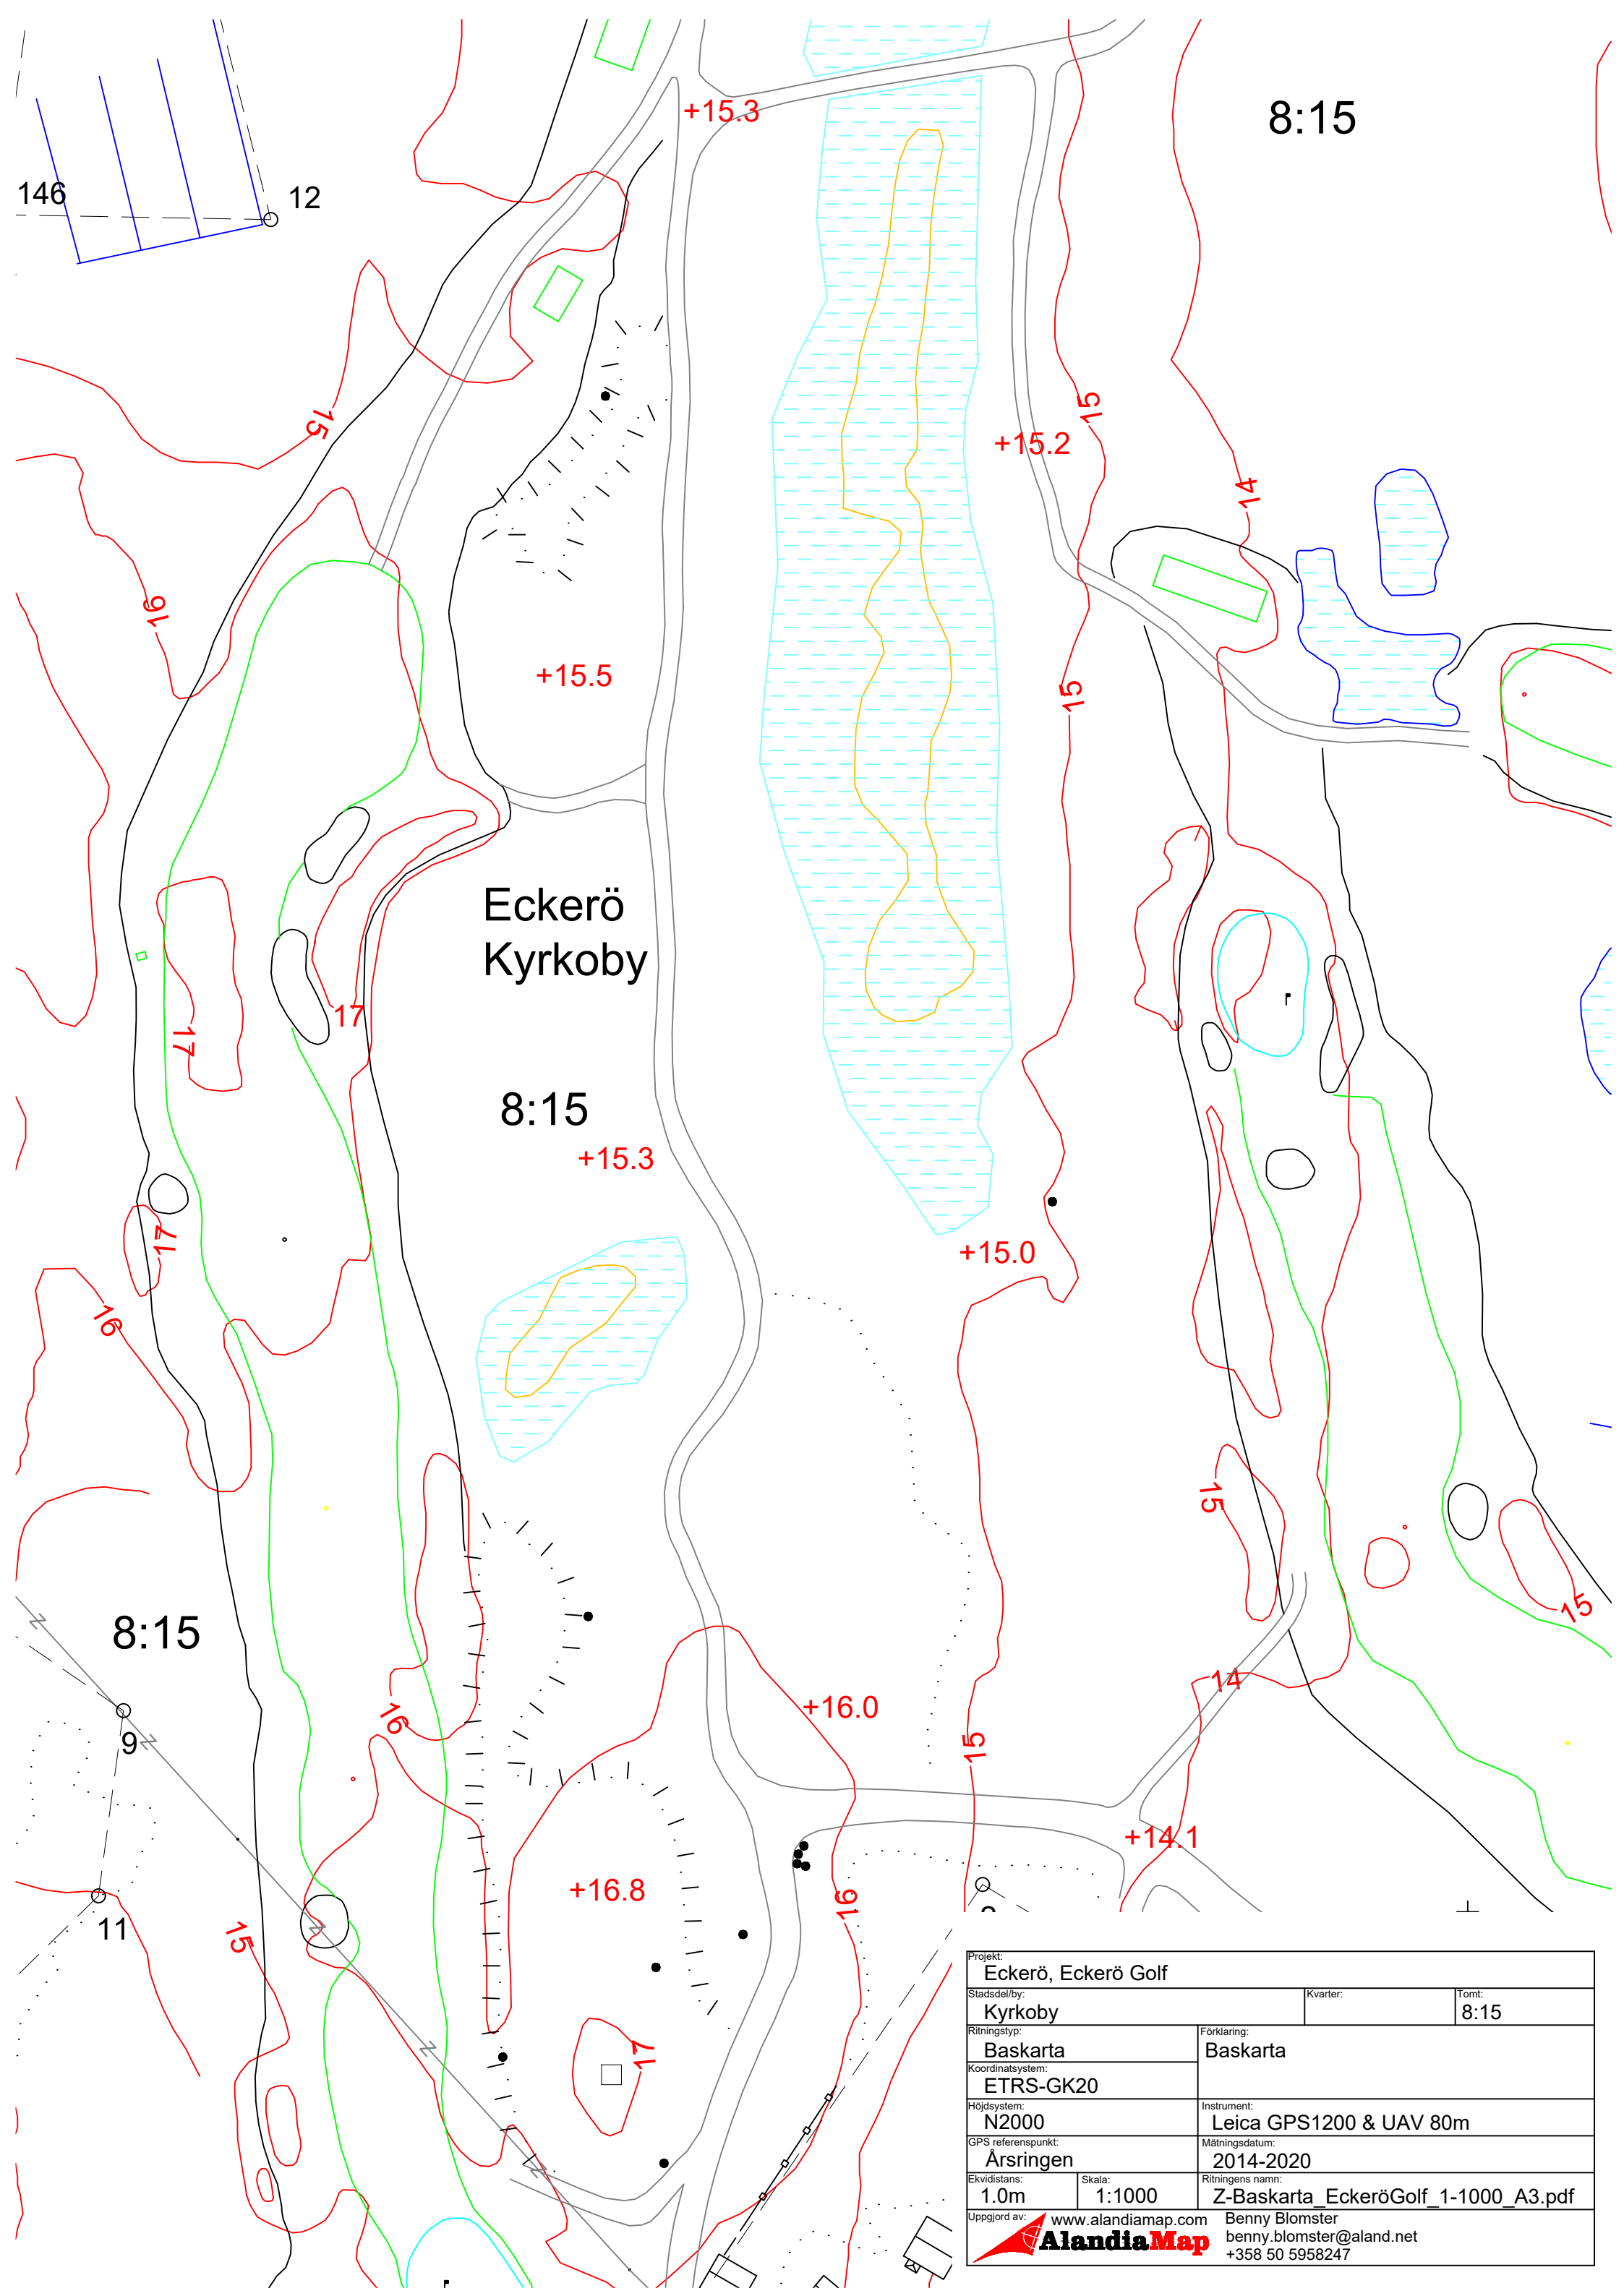 +15.3
8:15
146
12
15
15
+15.2
14
16
+15.5
15
Eckerö
Kyrkoby
17
17
8:15
+15.3
17
+15.0
16
15
8:15
15
14
16
+16.0
9
15
+14.1
+16.8
16
11
15
17
Projekt:
Eckerö, Eckerö Golf
Stadsdel/by:
Kyrkoby
Kvarter:
Tomt:
8:15
Ritningstyp:
Baskarta
Förklaring:
Baskarta
Koordinatsystem:
ETRS-GK20
Höjdsystem:
N2000
Instrument:
Leica GPS1200 & UAV 80m
GPS referenspunkt:
Årsringen
Mätningsdatum:
2014-2020
Ekvidistans:
1.0m
Skala:
1:1000
Ritningens namn:
Z-Baskarta_EckeröGolf_1-1000_A3.pdf
Uppgjord av:
www.alandiamap.com
AlandiaMap
Benny Blomster
benny.blomster@aland.net
+358 50 5958247